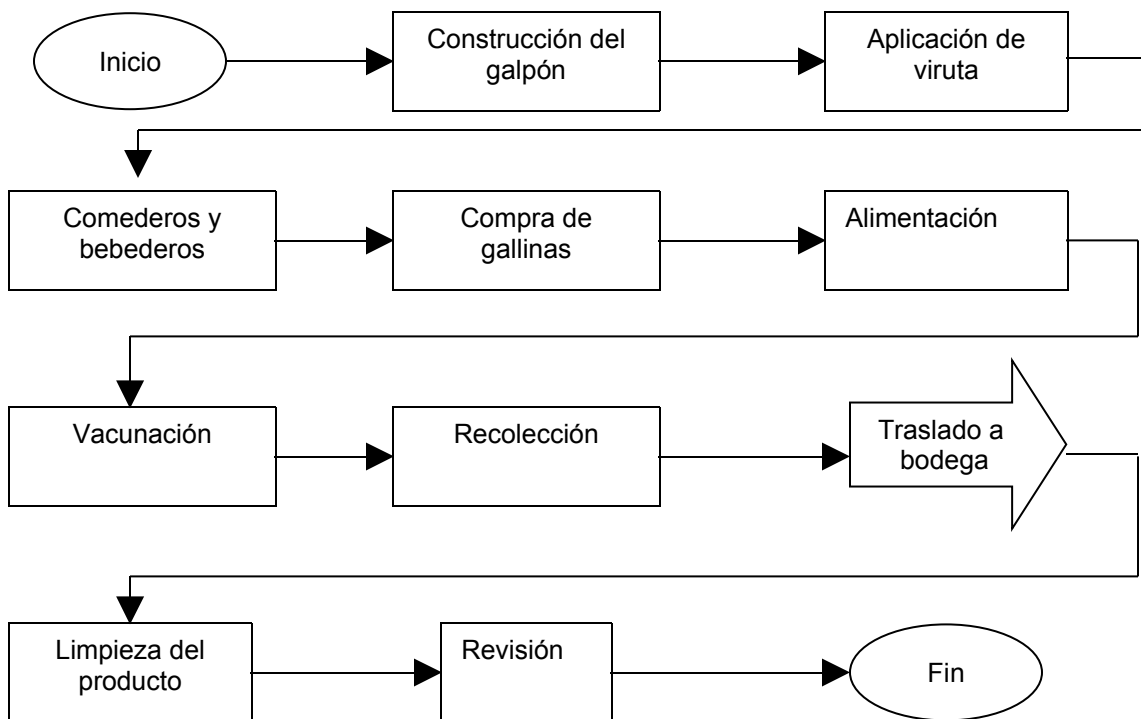 Inicio
Construcción del
galpón
Aplicación de
viruta
Comederos y
bebederos
Compra de
gallinas
Alimentación
Vacunación
Recolección
Traslado a
bodega
Limpieza del
producto
Revisión
Fin